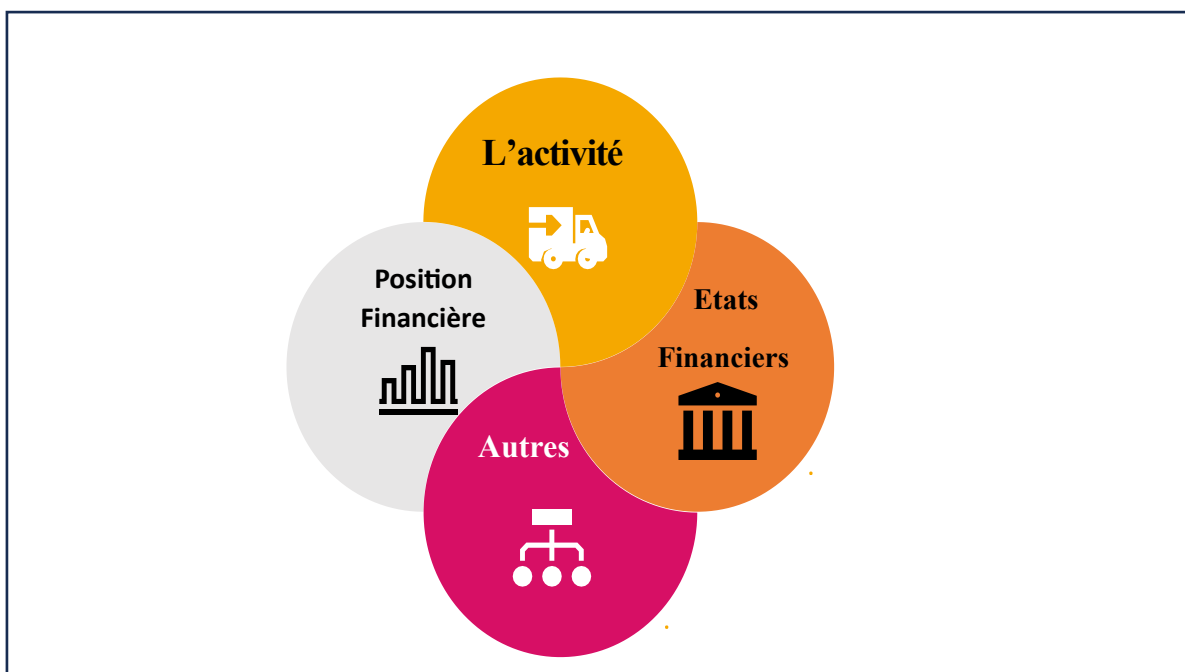 L’activité
Position
Financière
Etats
Financiers
Autres